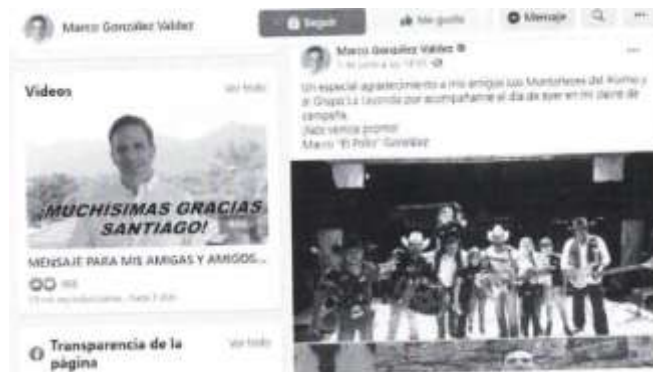 Marco González Valdez
Seguir
Me gusta
Mensaje
Videos
Ver todo
¡MUCHÍSIMAS GRACIAS
SANTIAGO!
MENSAJE PARA MIS AMIGAS Y AMIGOS...
Transparencia de la
página
Ver todo
Marco González Valdez
Un especial agradecimiento a mis amigos Los Montañeses del Álamo y
al Grupo La Leyenda por acompañarme el día de ayer en mi cierre de
campaña.
¡Nos vemos pronto!
Marco "El Pollo" González